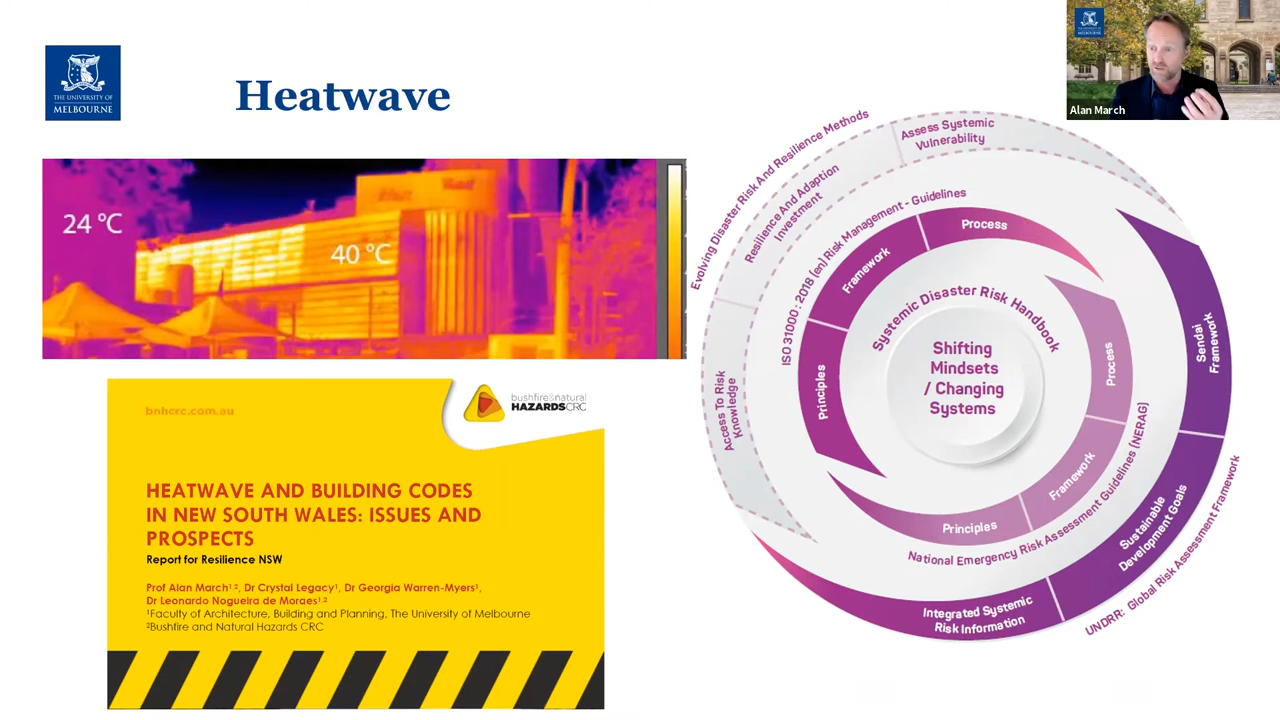 THE UNIVERSITY OF
MELBOURNE
Heatwave
Alan March
24 °C
40 °C
bnhcrc.com.au
bushfire&natural
HAZARDSCRC
HEATWAVE AND BUILDING CODES
IN NEW SOUTH WALES: ISSUES AND
PROSPECTS
Report for Resilience NSW
Prof Alan March¹,², Dr Crystal Legacy¹, Dr Georgia Warren-Myers¹,
Dr Leonardo Nogueira de Moraes¹,²
¹Faculty of Architecture, Building and Planning, The University of Melbourne
²Bushfire and Natural Hazards CRC
Evolving Disaster Risk And Resilience Methods
Assess Systemic
Vulnerability
Resilience And Adaption
Investment
Access To Risk
Knowledge
ISO 31000 : 2018 (en) Risk Management - Guidelines
Process
Framework
Principles
Systemic Disaster Risk Handbook
Shifting
Mindsets
/ Changing
Systems
Process
Framework
Principles
National Emergency Risk Assessment Guidelines (NERAG)
Sendai
Framework
Sustainable
Development Goals
Integrated Systemic
Risk Information
UNDRR: Global Risk Assessment Framework